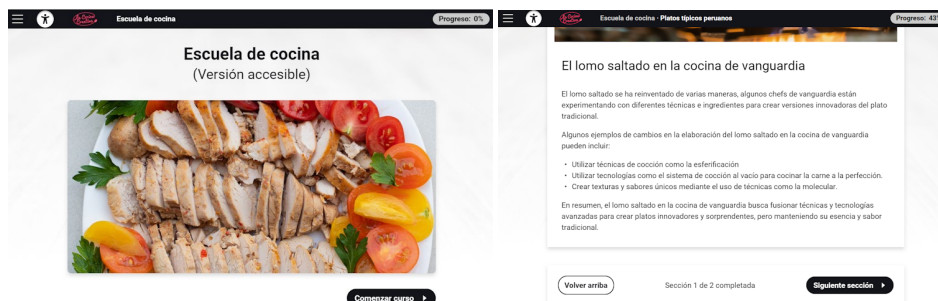 Escuela de cocina
Progreso: 0%
Escuela de cocina
(Versión accesible)
Comenzar curso
Escuela de cocina · Platos típicos peruanos
Progreso: 43%
El lomo saltado en la cocina de vanguardia
El lomo saltado se ha reinventado de varias maneras, algunos chefs de vanguardia están
experimentando con diferentes técnicas e ingredientes para crear versiones innovadoras del plato
tradicional.
Algunos ejemplos de cambios en la elaboración del lomo saltado en la cocina de vanguardia
pueden incluir:
• Utilizar técnicas de cocción como la esferificación
• Utilizar tecnologías como el sistema de cocción al vacío para cocinar la carne a la perfección.
• Crear texturas y sabores únicos mediante el uso de técnicas como la molecular.
En resumen, el lomo saltado en la cocina de vanguardia busca fusionar técnicas y tecnologías
avanzadas para crear platos innovadores y sorprendentes, pero manteniendo su esencia y sabor
tradicional.
Volver arriba
Sección 1 de 2 completada
Siguiente sección